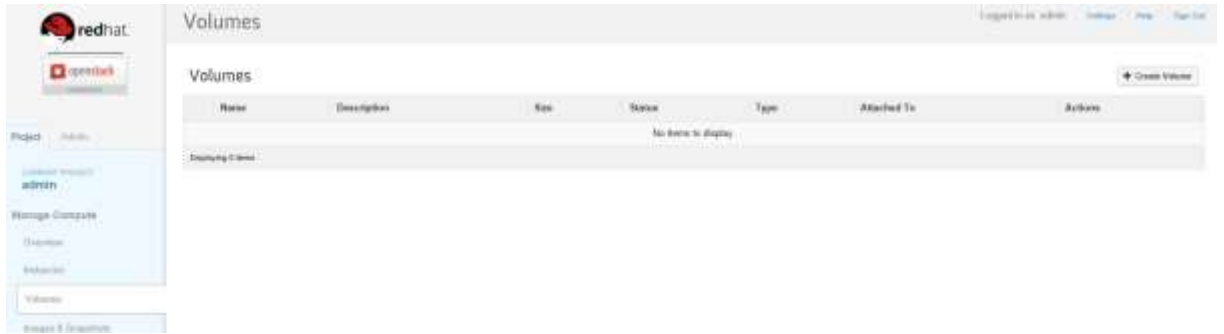 redhat.
openstack
Volumes
Logged in as: admin Settings Help Sign Out
Volumes
Create Volume
Name Description Size Status Type Attached To Actions
No items to display.
Displaying 0 items
Project Admin
CURRENT PROJECT
admin
Manage Compute
Overview
Instances
Volumes
Images & Snapshots